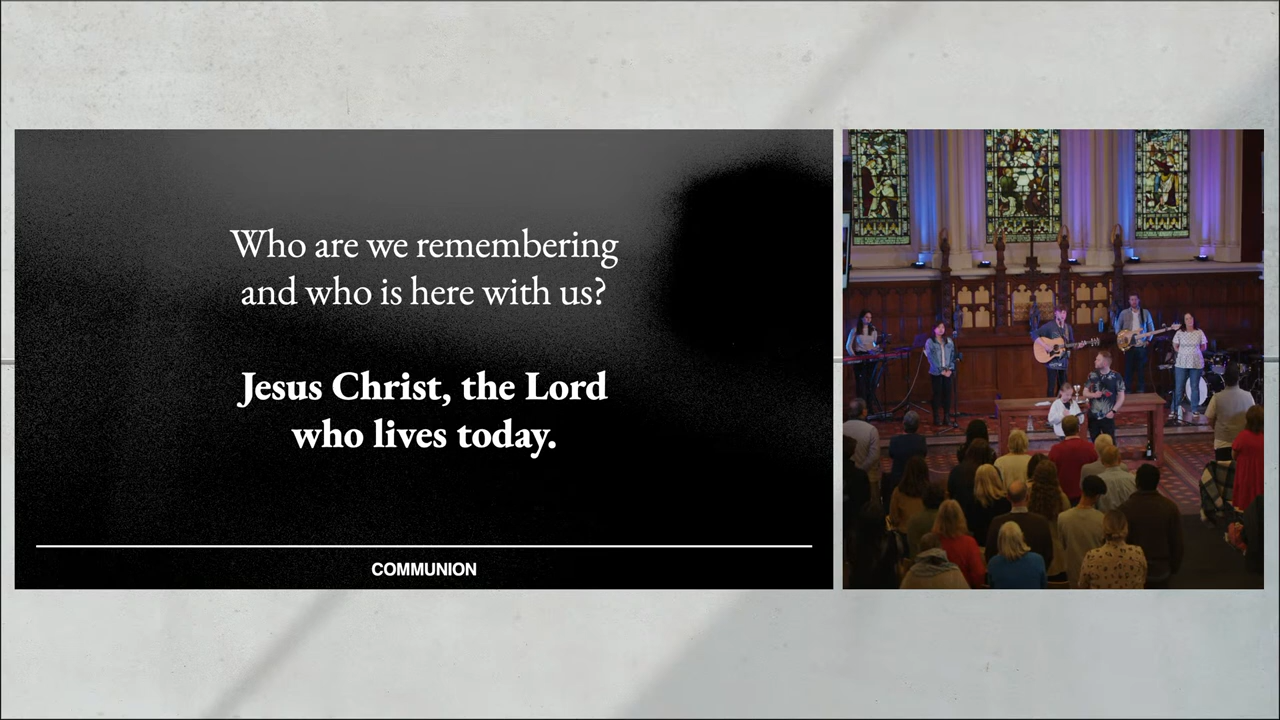 Who are we remembering
and who is here with us?
Jesus Christ, the Lord
who lives today.
COMMUNION